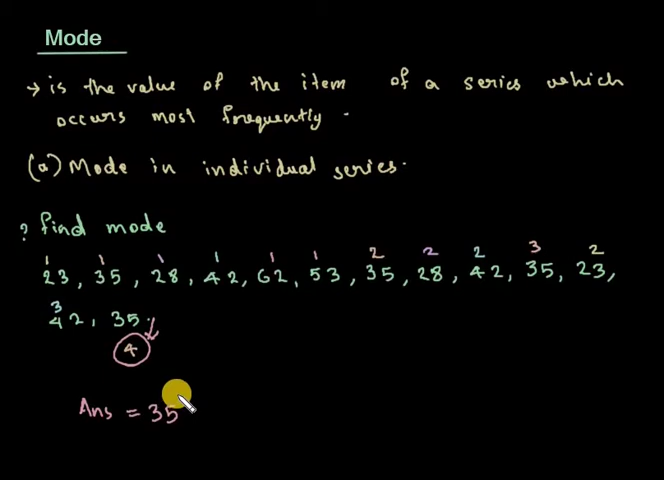 Mode
→ is the value of the item of a series which
occurs most frequently.
(a) Mode in individual series.
? find mode
1 1 1 1 1 1 2 2 2 3 2
23, 35, 28, 42, 62, 53, 35, 28, 42, 35, 23,
3
42, 35.
4
Ans = 35